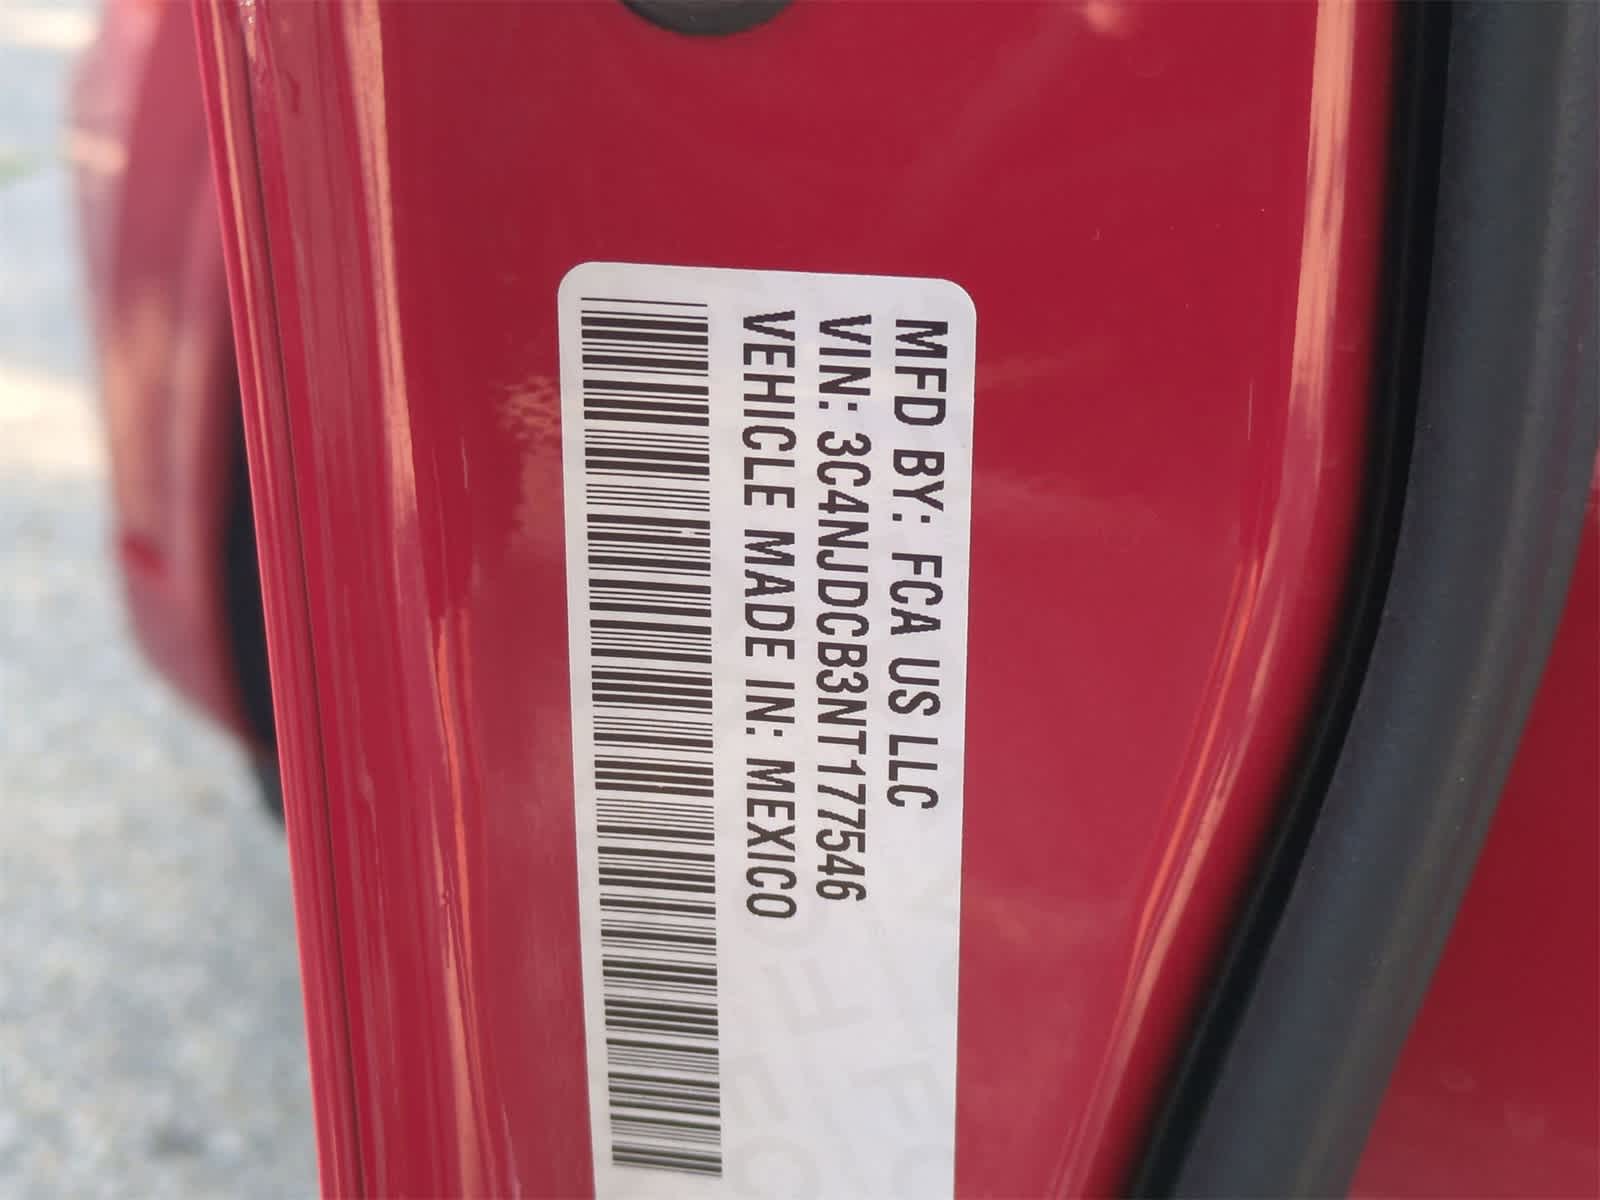 MFD BY: FCA US LLC
VIN: 3C4NJDCB3NT177546
VEHICLE MADE IN: MEXICO